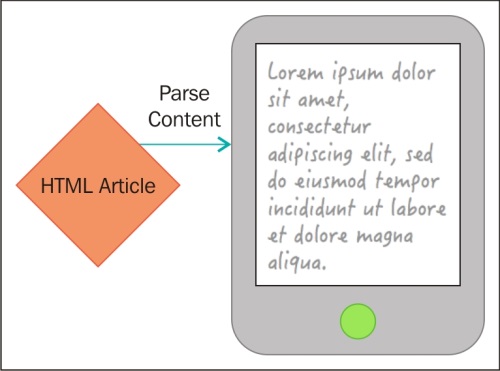 Parse
Content
HTML Article
Lorem ipsum dolor
sit amet,
consectetur
adipiscing elit, sed
do eiusmod tempor
incididunt ut labore
et dolore magna
aliqua.